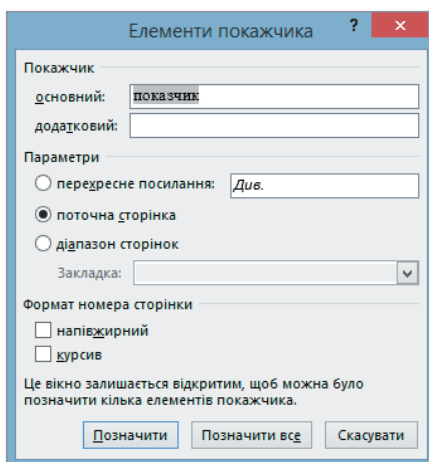 Елементи покажчика ? ×
Покажчик
основний: показчик
додатковий:
Параметри
перехресне посилання: Див.
поточна сторінка
діапазон сторінок
Закладка:
Формат номера сторінки
напівжирний
курсив
Це вікно залишається відкритим, щоб можна було
позначити кілька елементів покажчика.
Позначити Позначити все Скасувати